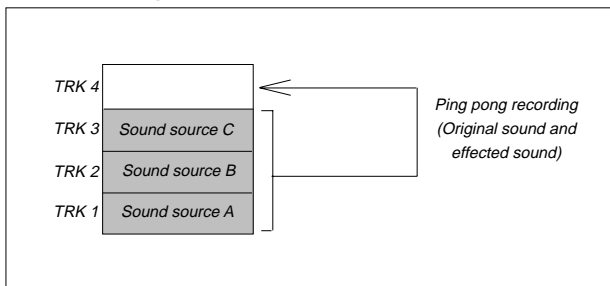 TRK 4
TRK 3 Sound source C
TRK 2 Sound source B
TRK 1 Sound source A
Ping pong recording
(Original sound and
effected sound)